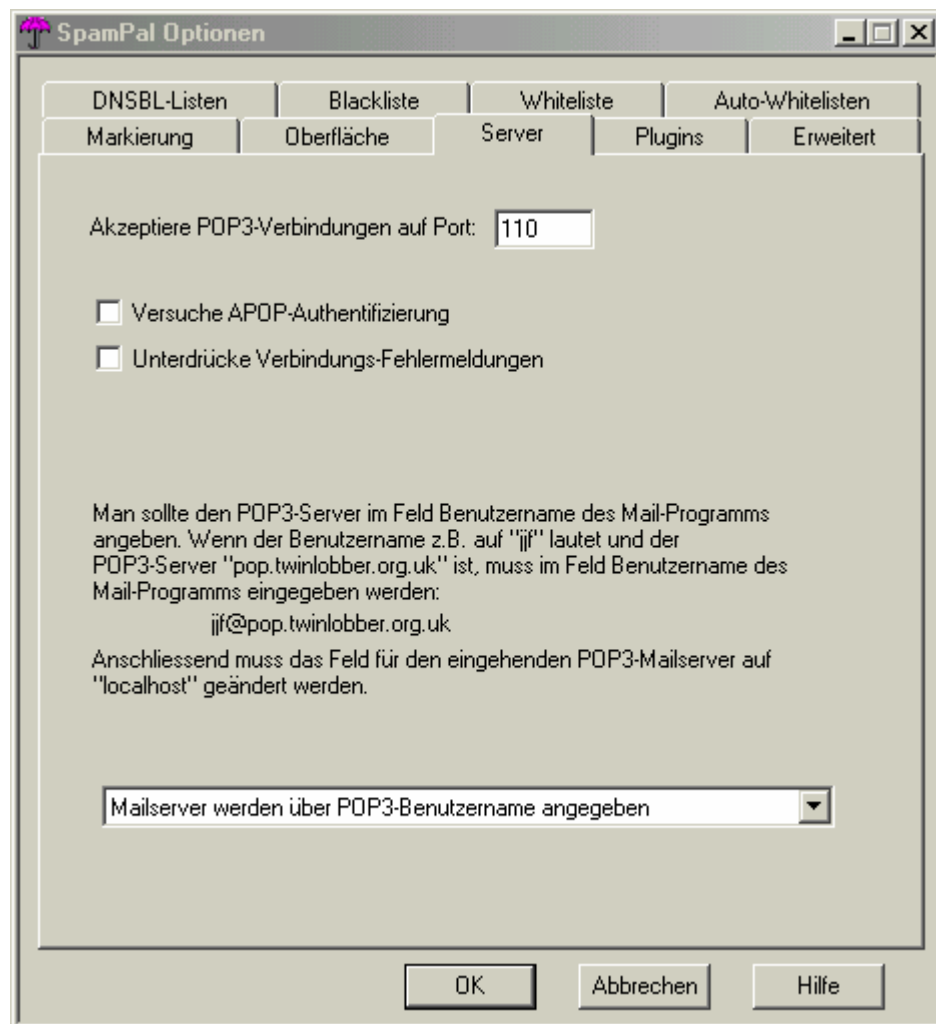 SpamPal Optionen
DNSBL-Listen Blackliste Whiteliste Auto-Whitelisten
Markierung Oberfläche Server Plugins Erweitert
Akzeptiere POP3-Verbindungen auf Port: 110
Versuche APOP-Authentifizierung
Unterdrücke Verbindungs-Fehlermeldungen
Man sollte den POP3-Server im Feld Benutzername des Mail-Programms
angeben. Wenn der Benutzername z.B. auf "jjf" lautet und der
POP3-Server "pop.twinlobber.org.uk" ist, muss im Feld Benutzername des
Mail-Programms eingegeben werden:
jjf@pop.twinlobber.org.uk
Anschliessend muss das Feld für den eingehenden POP3-Mailserver auf
"localhost" geändert werden.
Mailserver werden über POP3-Benutzername angegeben
OK Abbrechen Hilfe